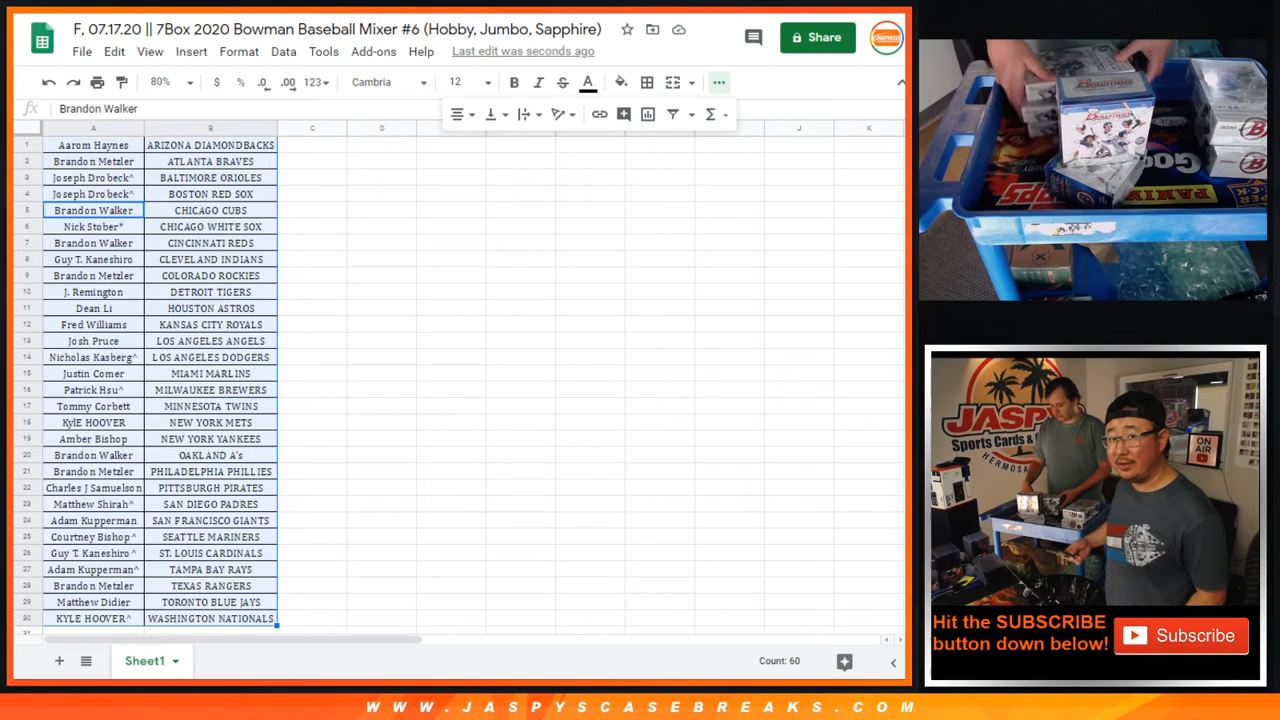 F, 07.17.20 || 7Box 2020 Bowman Baseball Mixer #6 (Hobby, Jumbo, Sapphire)
File Edit View Insert Format Data Tools Add-ons Help Last edit was seconds ago
Share
80% $ % .0 .00 123 Cambria 12 B I S A
fx Brandon Walker
A B C D E F G H I J K
1 Aarom Haynes ARIZONA DIAMONDBACKS
2 Brandon Metzler ATLANTA BRAVES
3 Joseph Drobeck^ BALTIMORE ORIOLES
4 Joseph Drobeck^ BOSTON RED SOX
5 Brandon Walker CHICAGO CUBS
6 Nick Stober* CHICAGO WHITE SOX
7 Brandon Walker CINCINNATI REDS
8 Guy T. Kaneshiro CLEVELAND INDIANS
9 Brandon Metzler COLORADO ROCKIES
10 J. Remington DETROIT TIGERS
11 Dean Li HOUSTON ASTROS
12 Fred Williams KANSAS CITY ROYALS
13 Josh Pruce LOS ANGELES ANGELS
14 Nicholas Kasberg^ LOS ANGELES DODGERS
15 Justin Comer MIAMI MARLINS
16 Patrick Hsu^ MILWAUKEE BREWERS
17 Tommy Corbett MINNESOTA TWINS
18 KylE HOOVER NEW YORK METS
19 Amber Bishop NEW YORK YANKEES
20 Brandon Walker OAKLAND A's
21 Brandon Metzler PHILADELPHIA PHILLIES
22 Charles J Samuelson PITTSBURGH PIRATES
23 Matthew Shirah^ SAN DIEGO PADRES
24 Adam Kupperman SAN FRANCISCO GIANTS
25 Courtney Bishop^ SEATTLE MARINERS
26 Guy T. Kaneshiro^ ST. LOUIS CARDINALS
27 Adam Kupperman^ TAMPA BAY RAYS
28 Brandon Metzler TEXAS RANGERS
29 Matthew Didier TORONTO BLUE JAYS
30 KYLE HOOVER^ WASHINGTON NATIONALS
Sheet1
Count: 60
BOWMAN
TOPPS
GOO
PANINI
JASPY'S
Sports Cards &
HERMOSA
ON AIR
Hit the SUBSCRIBE
button down below!
Subscribe
WWW.JASPYSCASEBREAKS.COM